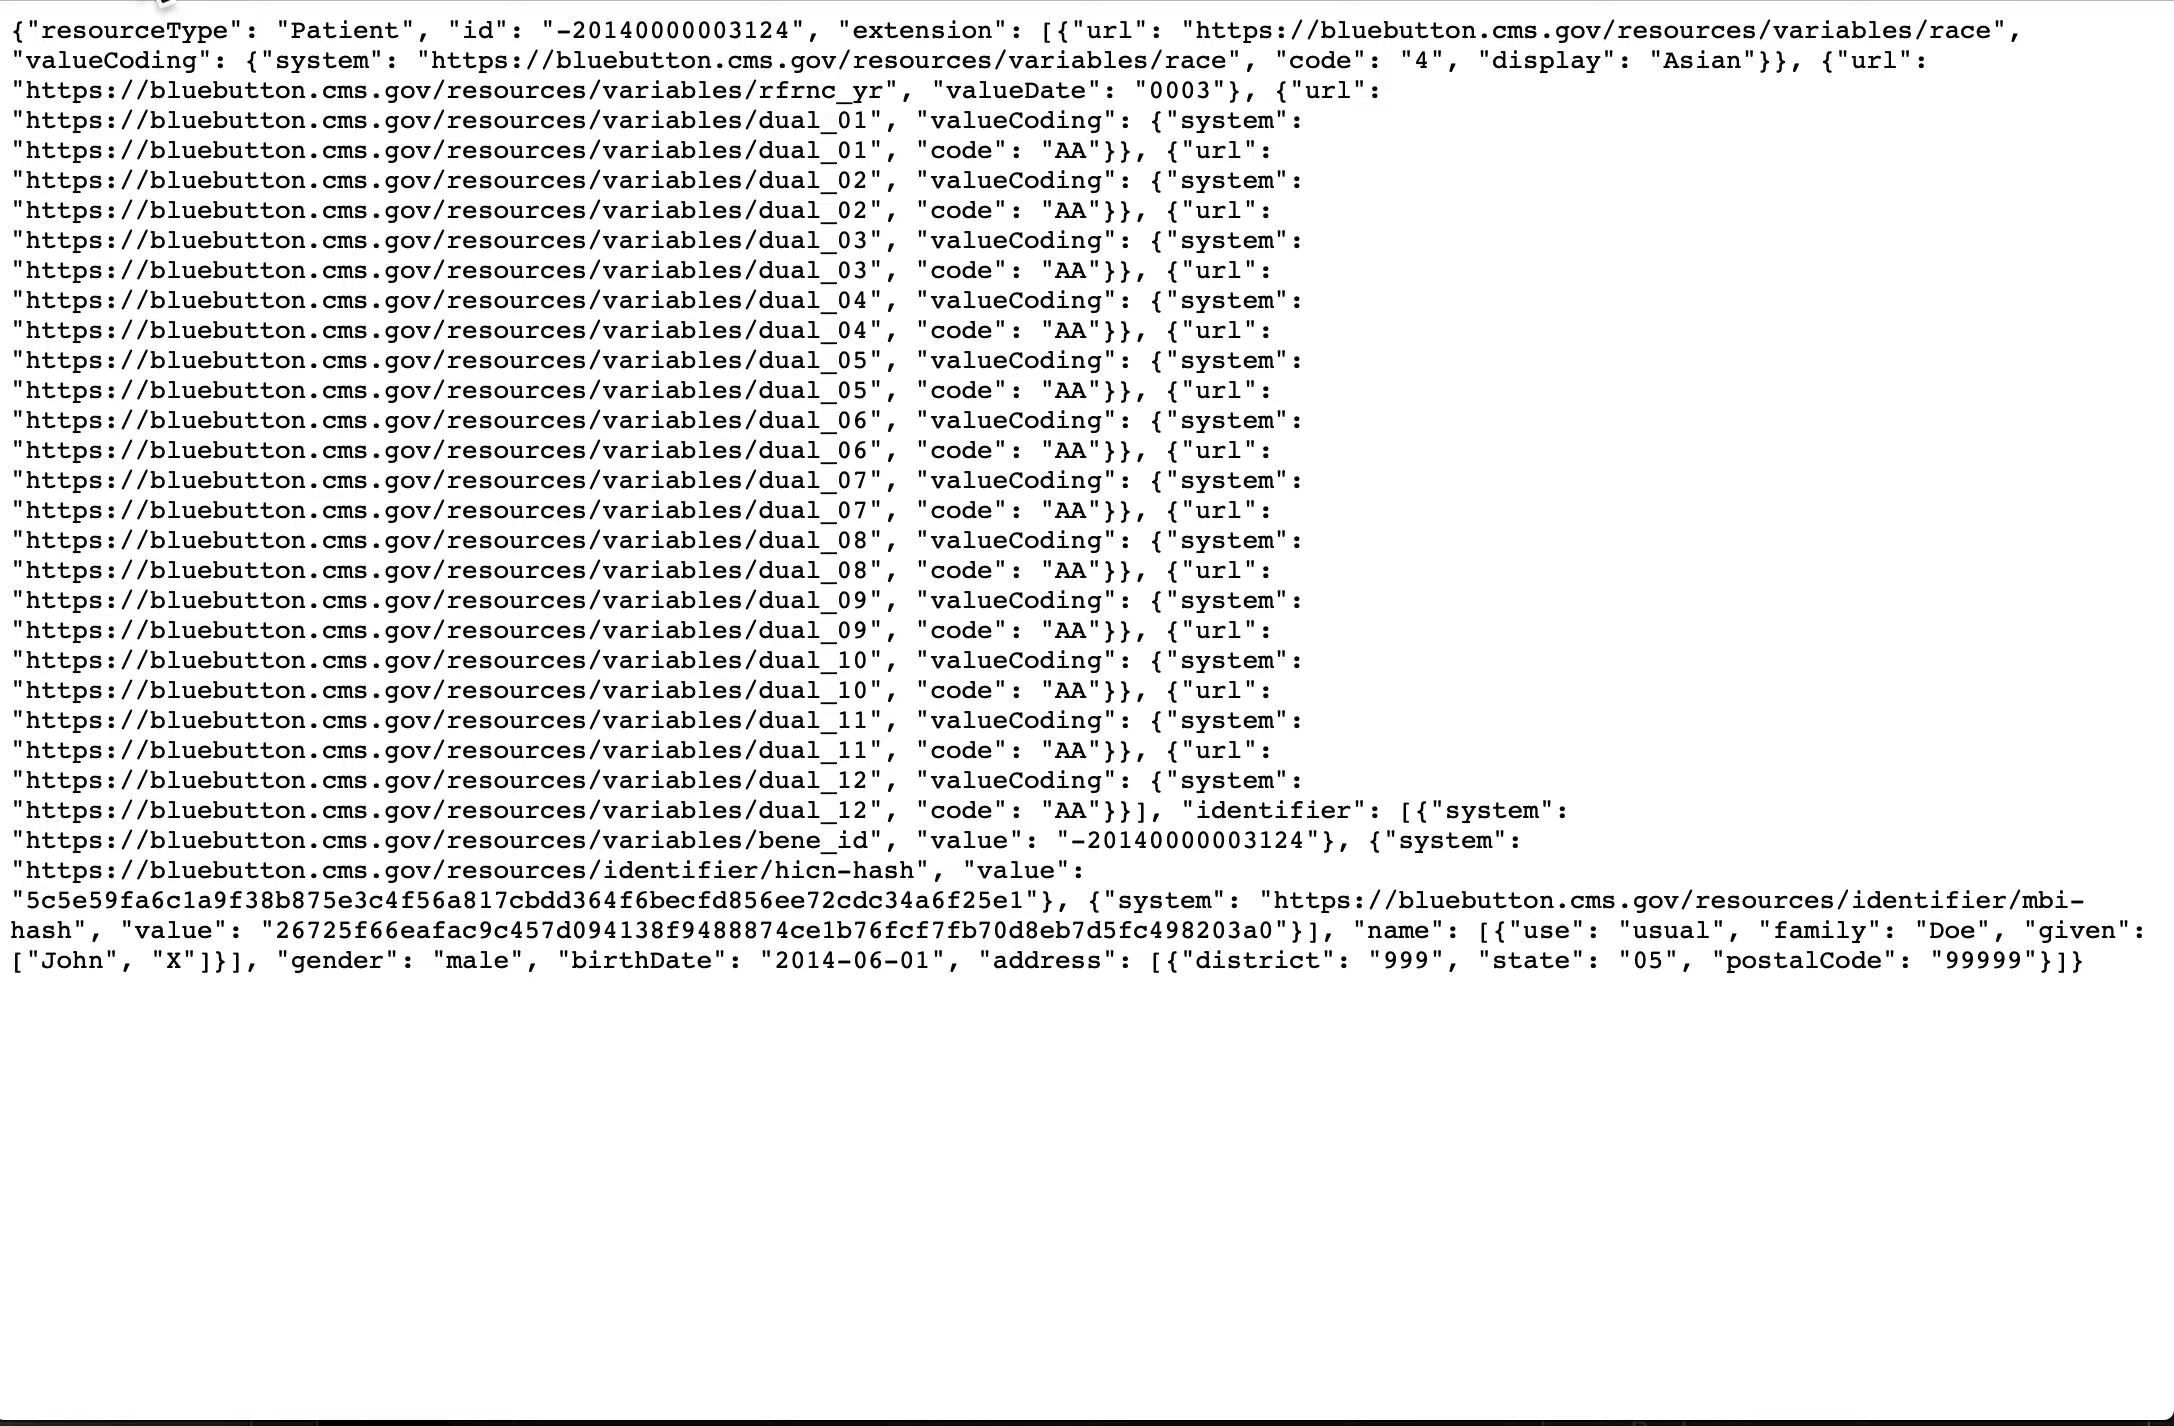 {"resourceType": "Patient", "id": "-20140000003124", "extension": [{"url": "https://bluebutton.cms.gov/resources/variables/race",
"valueCoding": {"system": "https://bluebutton.cms.gov/resources/variables/race", "code": "4", "display": "Asian"}}, {"url":
"https://bluebutton.cms.gov/resources/variables/rfrnc_yr", "valueDate": "0003"}, {"url":
"https://bluebutton.cms.gov/resources/variables/dual_01", "valueCoding": {"system":
"https://bluebutton.cms.gov/resources/variables/dual_01", "code": "AA"}}, {"url":
"https://bluebutton.cms.gov/resources/variables/dual_02", "valueCoding": {"system":
"https://bluebutton.cms.gov/resources/variables/dual_02", "code": "AA"}}, {"url":
"https://bluebutton.cms.gov/resources/variables/dual_03", "valueCoding": {"system":
"https://bluebutton.cms.gov/resources/variables/dual_03", "code": "AA"}}, {"url":
"https://bluebutton.cms.gov/resources/variables/dual_04", "valueCoding": {"system":
"https://bluebutton.cms.gov/resources/variables/dual_04", "code": "AA"}}, {"url":
"https://bluebutton.cms.gov/resources/variables/dual_05", "valueCoding": {"system":
"https://bluebutton.cms.gov/resources/variables/dual_05", "code": "AA"}}, {"url":
"https://bluebutton.cms.gov/resources/variables/dual_06", "valueCoding": {"system":
"https://bluebutton.cms.gov/resources/variables/dual_06", "code": "AA"}}, {"url":
"https://bluebutton.cms.gov/resources/variables/dual_07", "valueCoding": {"system":
"https://bluebutton.cms.gov/resources/variables/dual_07", "code": "AA"}}, {"url":
"https://bluebutton.cms.gov/resources/variables/dual_08", "valueCoding": {"system":
"https://bluebutton.cms.gov/resources/variables/dual_08", "code": "AA"}}, {"url":
"https://bluebutton.cms.gov/resources/variables/dual_09", "valueCoding": {"system":
"https://bluebutton.cms.gov/resources/variables/dual_09", "code": "AA"}}, {"url":
"https://bluebutton.cms.gov/resources/variables/dual_10", "valueCoding": {"system":
"https://bluebutton.cms.gov/resources/variables/dual_10", "code": "AA"}}, {"url":
"https://bluebutton.cms.gov/resources/variables/dual_11", "valueCoding": {"system":
"https://bluebutton.cms.gov/resources/variables/dual_11", "code": "AA"}}, {"url":
"https://bluebutton.cms.gov/resources/variables/dual_12", "valueCoding": {"system":
"https://bluebutton.cms.gov/resources/variables/dual_12", "code": "AA"}}], "identifier": [{"system":
"https://bluebutton.cms.gov/resources/variables/bene_id", "value": "-20140000003124"}, {"system":
"https://bluebutton.cms.gov/resources/identifier/hicn-hash", "value":
"5c5e59fa6c1a9f38b875e3c4f56a817cbdd364f6becfd856ee72cdc34a6f25e1"}, {"system": "https://bluebutton.cms.gov/resources/identifier/mbi-
hash", "value": "26725f66eafac9c457d094138f9488874ce1b76fcf7fb70d8eb7d5fc498203a0"}], "name": [{"use": "usual", "family": "Doe", "given":
["John", "X"]}], "gender": "male", "birthDate": "2014-06-01", "address": [{"district": "999", "state": "05", "postalCode": "99999"}]}